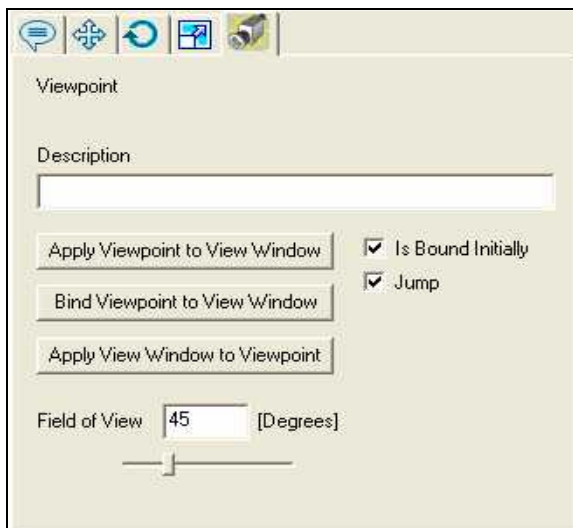 Viewpoint
Description
Apply Viewpoint to View Window
Is Bound Initially
Bind Viewpoint to View Window
Jump
Apply View Window to Viewpoint
Field of View 45 [Degrees]